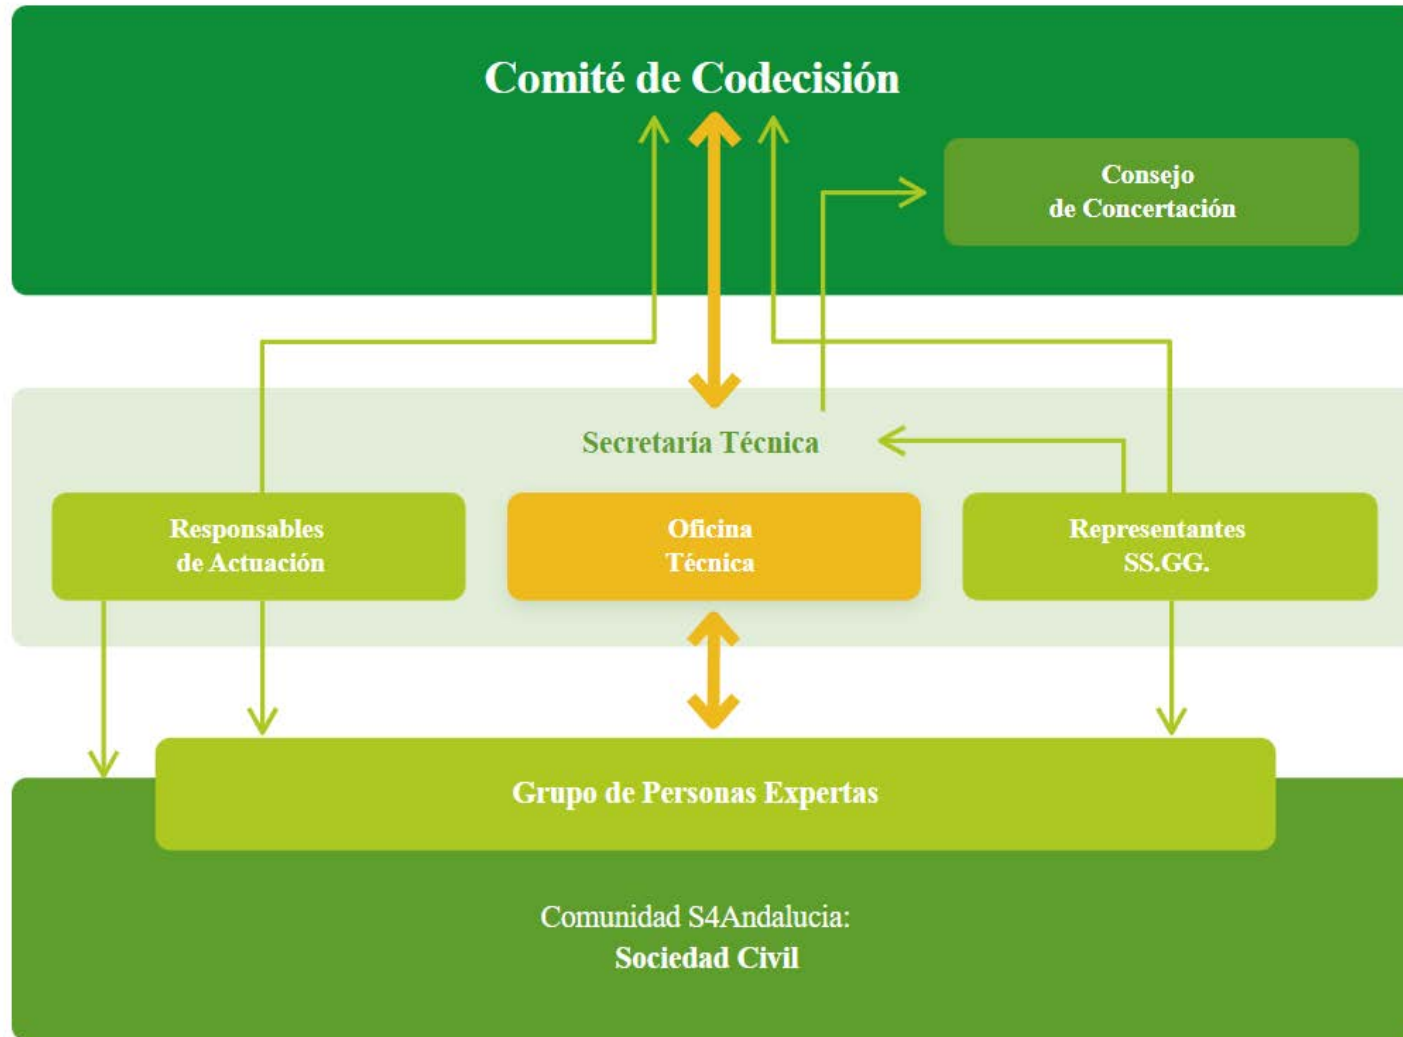 Comité de Codecisión
Consejo
de Concertación
Secretaría Técnica
Responsables
de Actuación
Oficina
Técnica
Representantes
SS.GG.
Grupo de Personas Expertas
Comunidad S4Andalucia:
Sociedad Civil